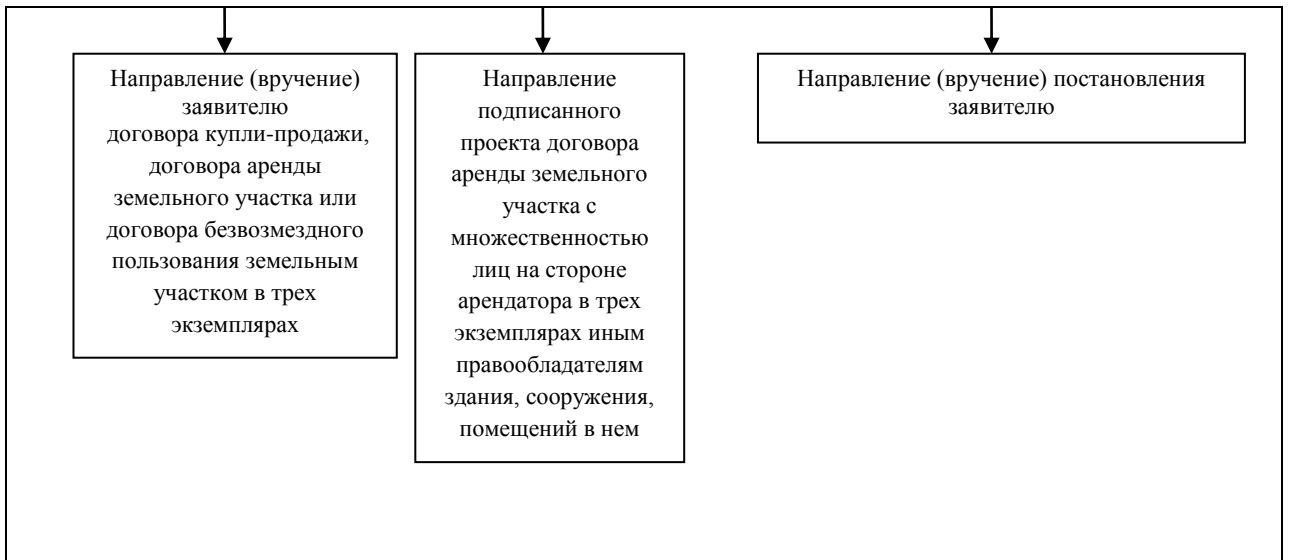 Направление (вручение)
заявителю
договора купли-продажи,
договора аренды
земельного участка или
договора безвозмездного
пользования земельным
участком в трех
экземплярах
Направление
подписанного
проекта договора
аренды земельного
участка с
множественностью
лиц на стороне
арендатора в трех
экземплярах иным
правообладателям
здания, сооружения,
помещений в нем
Направление (вручение) постановления
заявителю